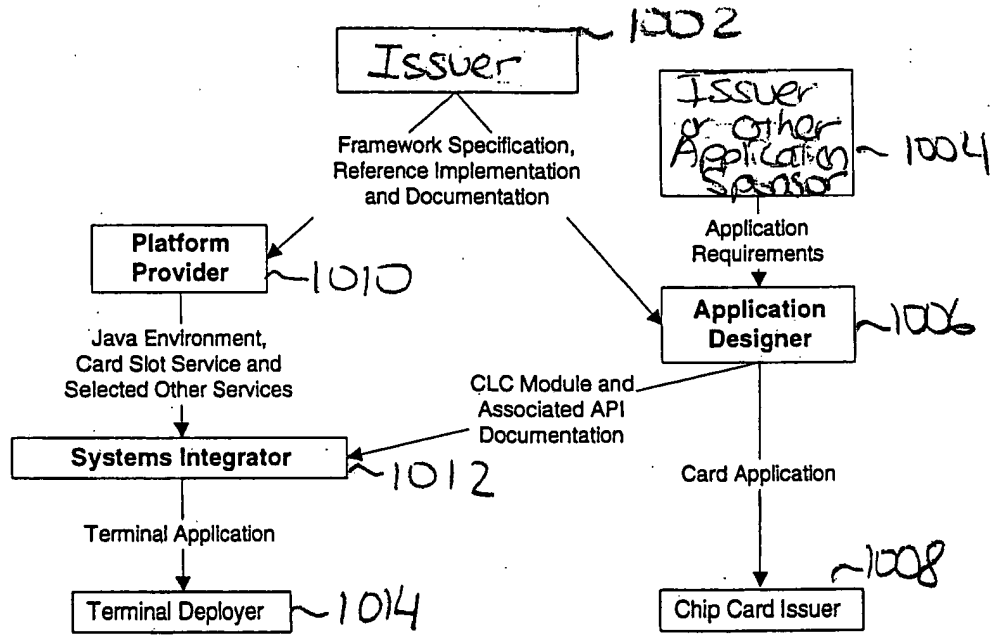 1002
Issuer
Issuer
or other
Application
Sponsor
1004
Framework Specification,
Reference Implementation
and Documentation
Application
Requirements
Platform
Provider
1010
Application
Designer
1006
Java Environment,
Card Slot Service and
Selected Other Services
CLC Module and
Associated API
Documentation
Systems Integrator
1012
Card Application
Terminal Application
1008
Terminal Deployer
1014
Chip Card Issuer